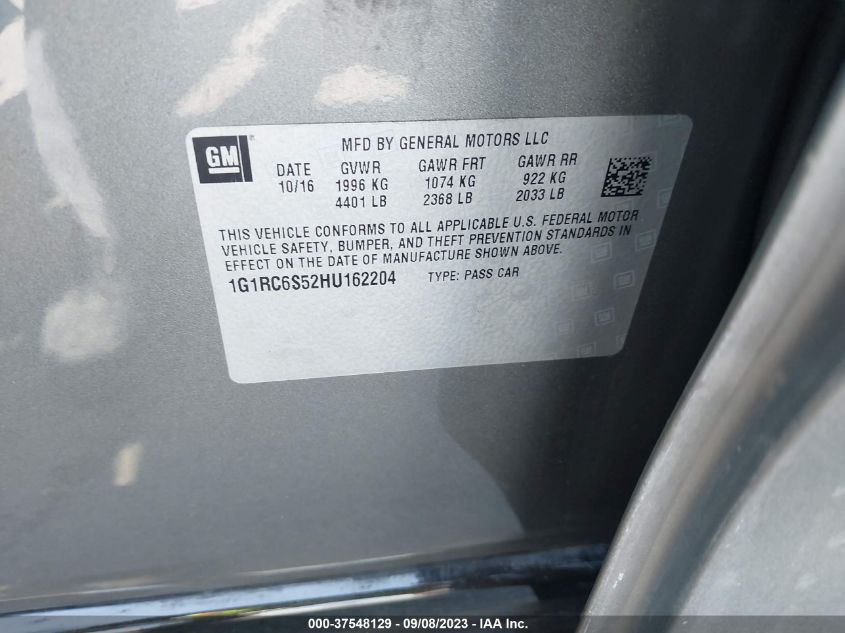 GM
MFD BY GENERAL MOTORS LLC
DATE GVWR GAWR FRT GAWR RR
10/16 1996 KG 1074 KG 922 KG
4401 LB 2368 LB 2033 LB
THIS VEHICLE CONFORMS TO ALL APPLICABLE U.S. FEDERAL MOTOR
VEHICLE SAFETY, BUMPER, AND THEFT PREVENTION STANDARDS IN
EFFECT ON THE DATE OF MANUFACTURE SHOWN ABOVE.
1G1RC6S52HU162204 TYPE: PASS CAR
000-37548129 - 09/08/2023 - IAA Inc.